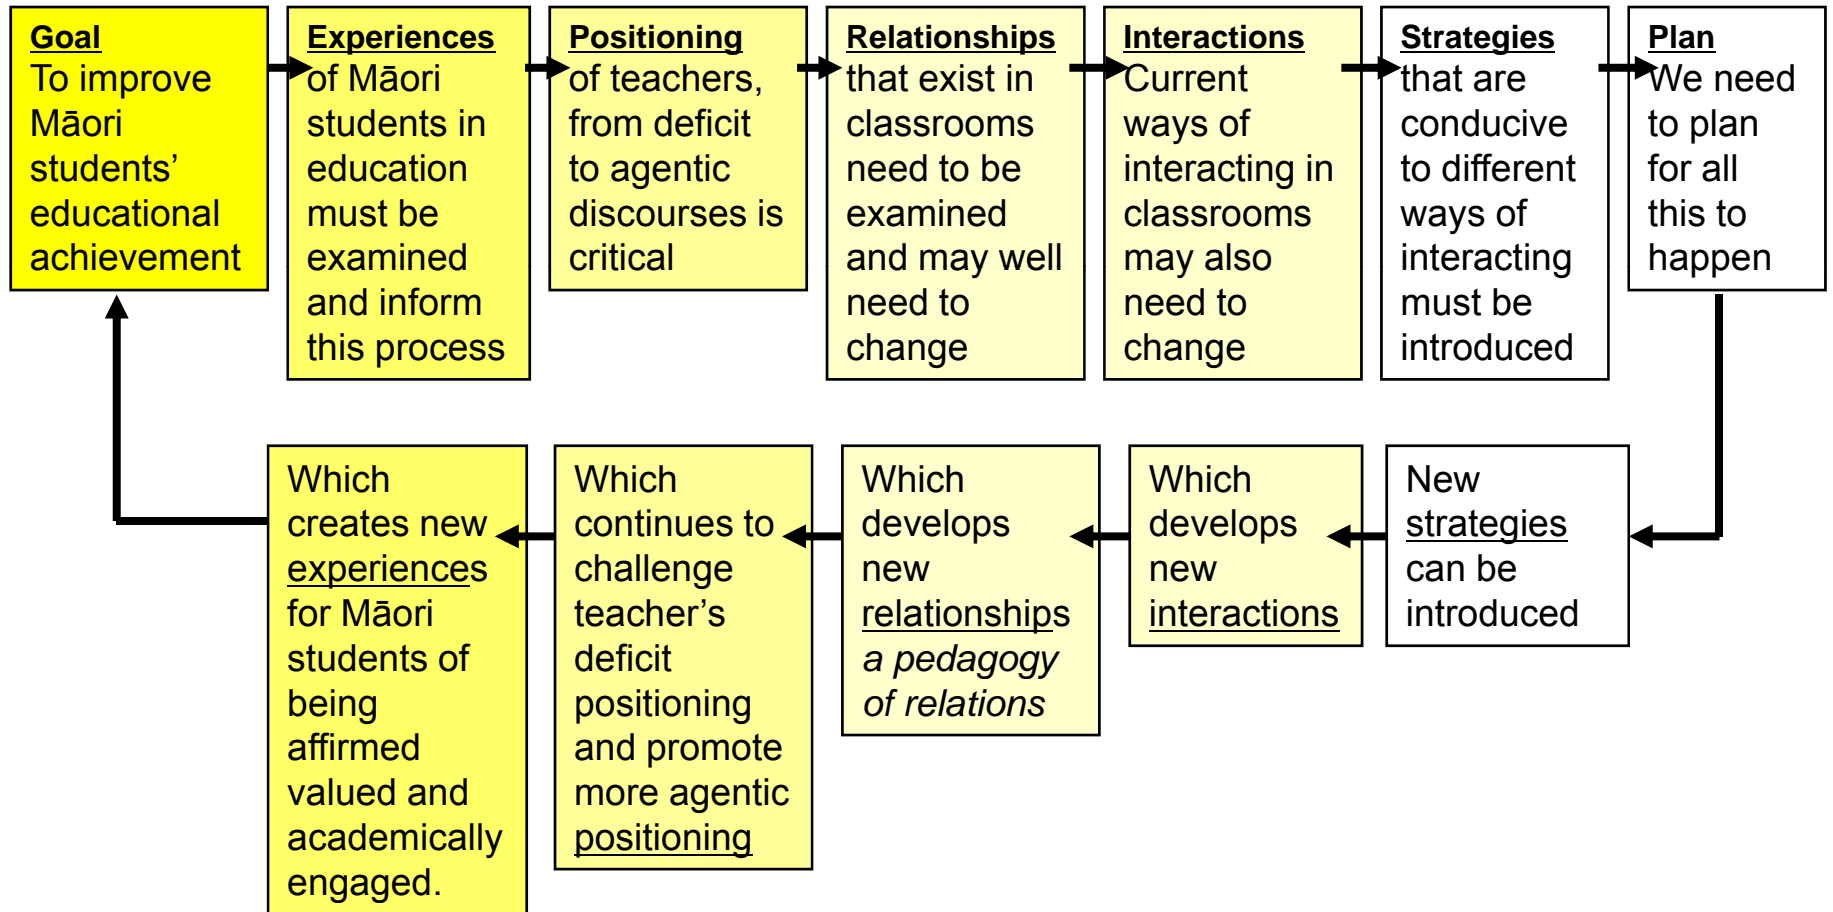 Goal
To improve
Māori
students’
educational
achievement
Experiences
of Māori
students in
education
must be
examined
and inform
this process
Positioning
of teachers,
from deficit
to agentic
discourses is
critical
Relationships
that exist in
classrooms
need to be
examined
and may well
need to
change
Interactions
Current
ways of
interacting in
classrooms
may also
need to
change
Strategies
that are
conducive
to different
ways of
interacting
must be
introduced
Plan
We need
to plan
for all
this to
happen
New
strategies
can be
introduced
Which
develops
new
interactions
Which
develops
new
relationships
a pedagogy
of relations
Which
continues to
challenge
teacher’s
deficit
positioning
and promote
more agentic
positioning
Which
creates new
experiences
for Māori
students of
being
affirmed
valued and
academically
engaged.